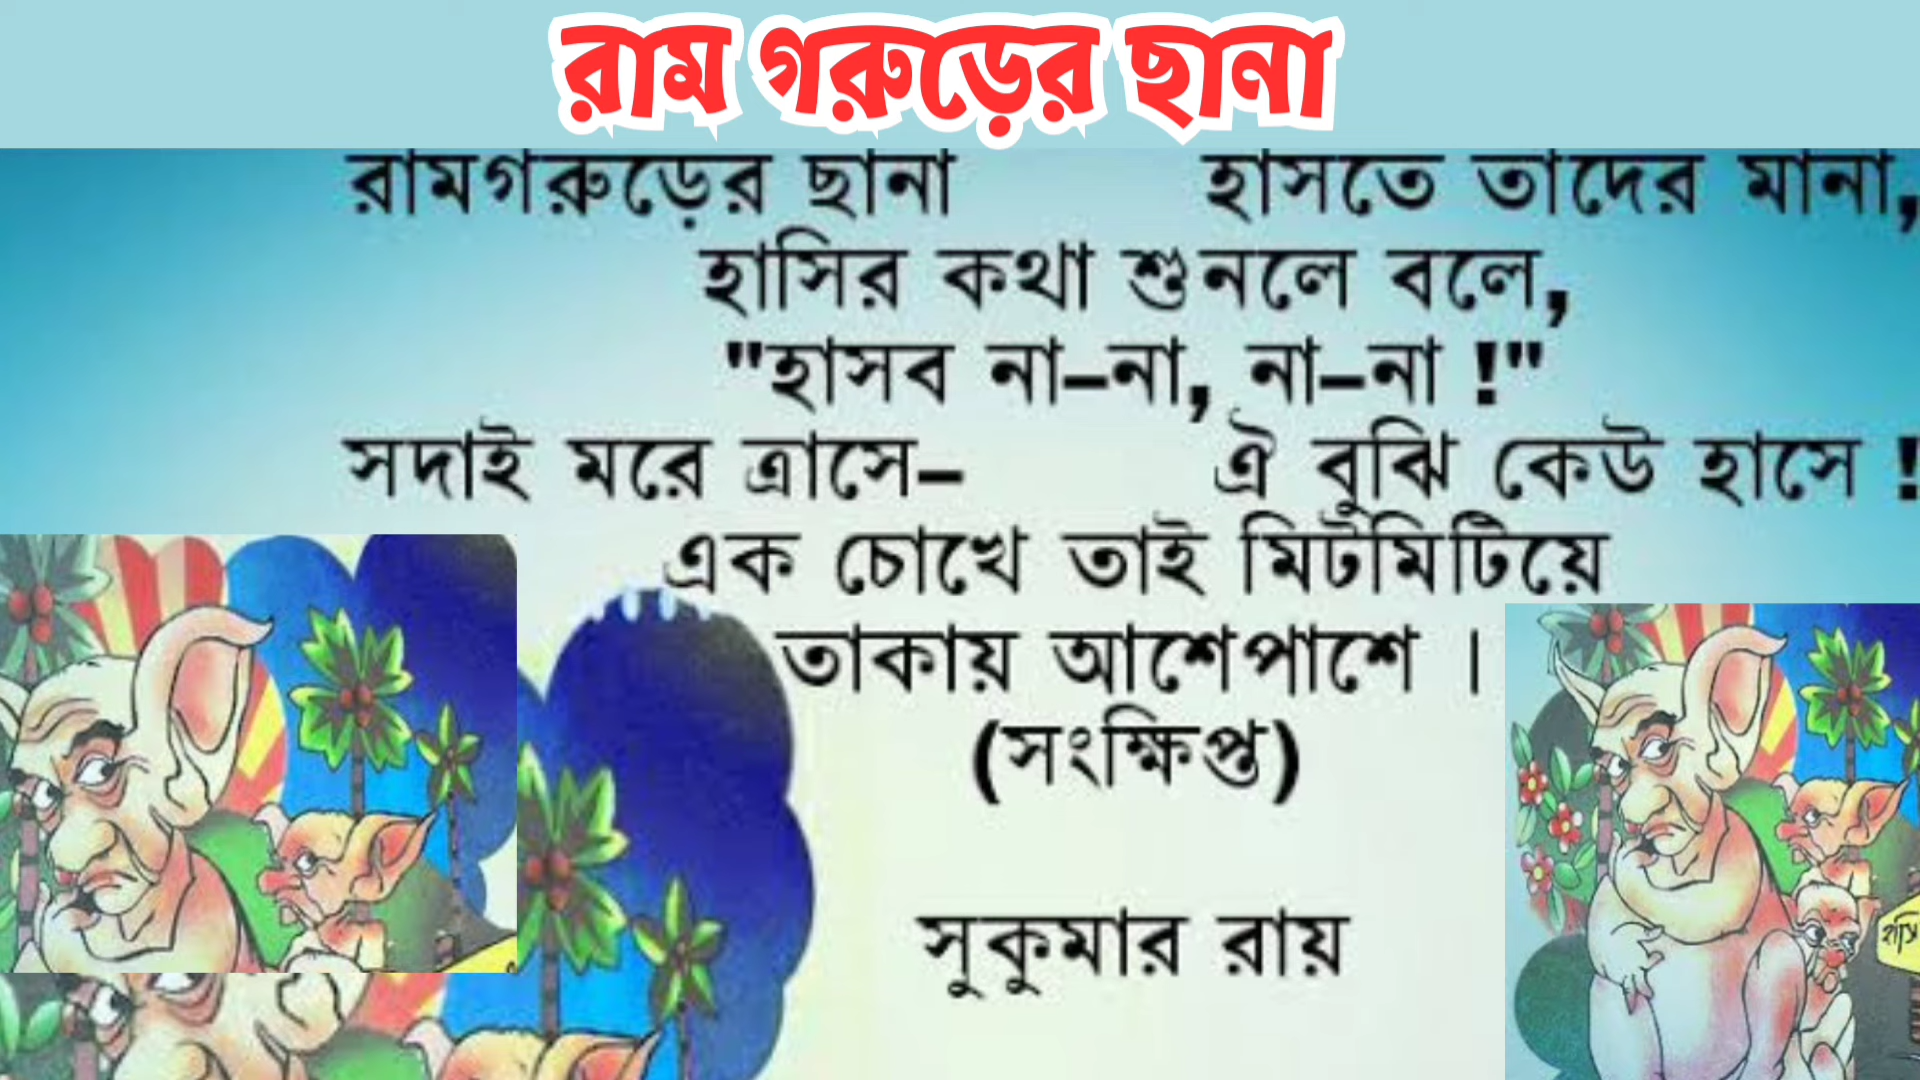 রাম গরুড়ের ছানা
রামগরুড়ের ছানা হাসতে তাদের মানা,
হাসির কথা শুনলে বলে,
"হাসব না–না, না–না !"
সদাই মরে ত্রাসে– ঐ বুঝি কেউ হাসে !
এক চোখে তাই মিটমিটিয়ে
তাকায় আশেপাশে ।
(সংক্ষিপ্ত)
সুকুমার রায়